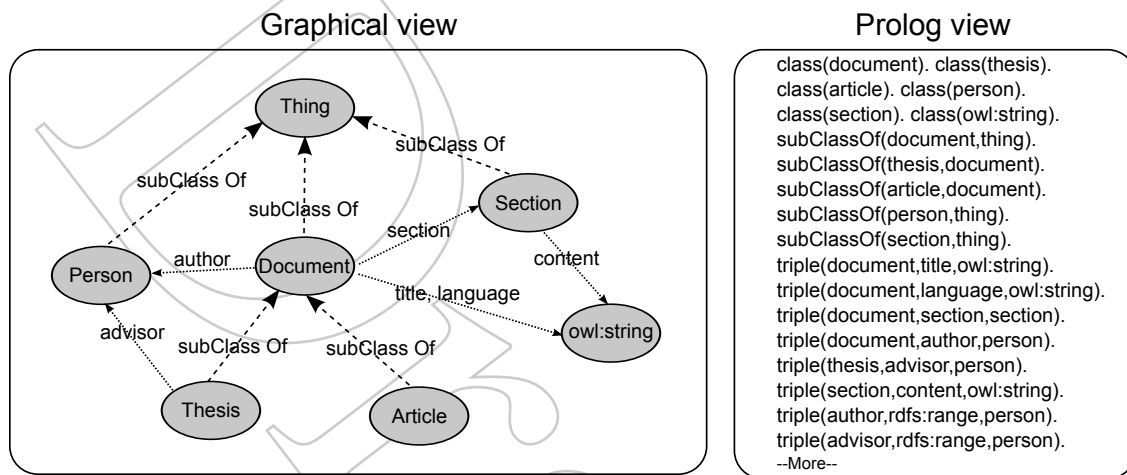 Graphical view
Thing
subClass Of
subClass Of
Section
subClass Of
section
author
Document
content
Person
title, language
advisor
owl:string
subClass Of
subClass Of
Thesis
Article
Prolog view
class(document). class(thesis).
class(article). class(person).
class(section). class(owl:string).
subClassOf(document,thing).
subClassOf(thesis,document).
subClassOf(article,document).
subClassOf(person,thing).
subClassOf(section,thing).
triple(document,title,owl:string).
triple(document,language,owl:string).
triple(document,section,section).
triple(document,author,person).
triple(thesis,advisor,person).
triple(section,content,owl:string).
triple(author,rdfs:range,person).
triple(advisor,rdfs:range,person).
--More--